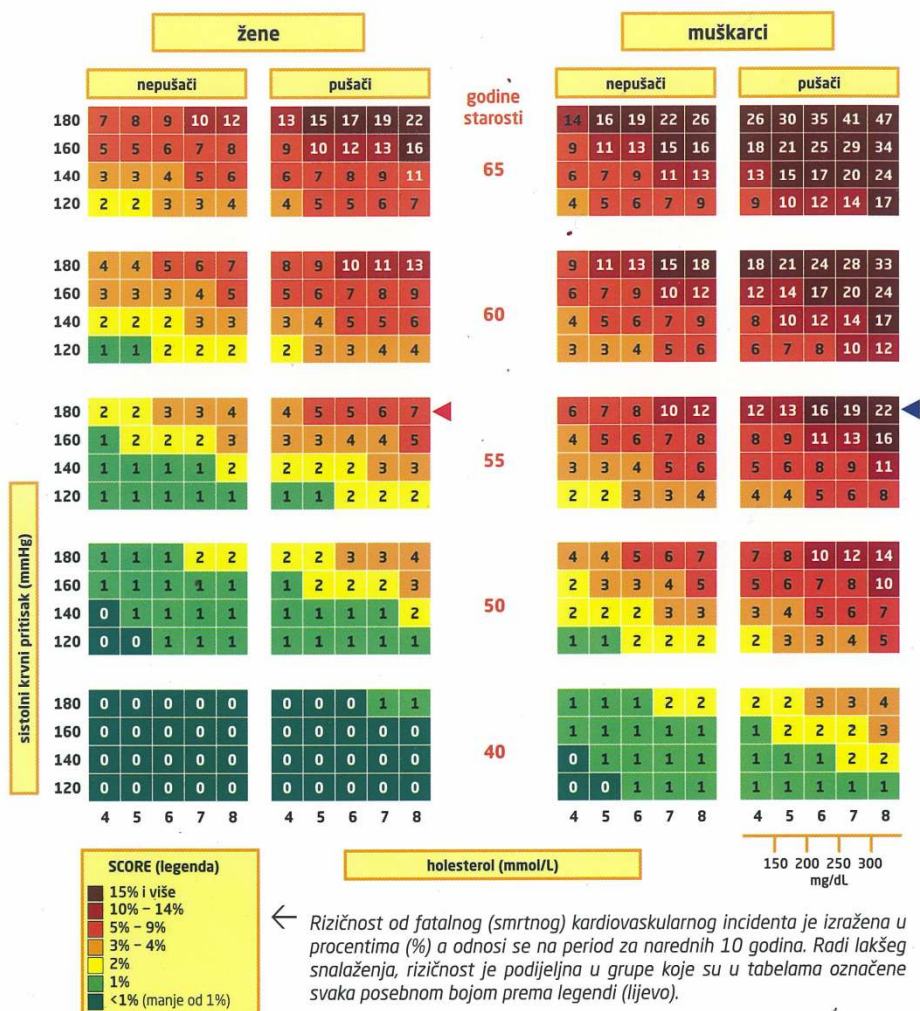 žene muškarci
nepušači pušači godine starosti nepušači pušači
180 7 8 9 10 12 13 15 17 19 22 14 16 19 22 26 26 30 35 41 47
160 5 5 6 7 8 9 10 12 13 16 9 11 13 15 16 18 21 25 29 34
65
140 3 3 4 5 6 6 7 8 9 11 6 7 9 11 13 13 15 17 20 24
120 2 2 3 3 4 4 5 5 6 7 4 5 6 7 9 9 10 12 14 17
180 4 4 5 6 7 8 9 10 11 13 9 11 13 15 18 18 21 24 28 33
160 3 3 3 4 5 5 6 7 8 9 6 7 9 10 12 12 14 17 20 24
60
140 2 2 2 3 3 3 4 5 5 6 4 5 6 7 9 8 10 12 14 17
120 1 1 2 2 2 2 3 3 4 4 3 3 4 5 6 6 7 8 10 12
180 2 2 3 3 4 4 5 5 6 7 6 7 8 10 12 12 13 16 19 22
160 1 2 2 2 3 3 3 4 4 5 4 5 6 7 8 8 9 11 13 16
55
140 1 1 1 1 2 2 2 2 3 3 3 3 4 5 6 5 6 8 9 11
120 1 1 1 1 1 1 1 2 2 2 2 2 3 3 4 4 4 5 6 8
sistolni krvni pritisak (mmHg)
180 1 1 1 2 2 2 2 3 3 4 4 4 5 6 7 7 8 10 12 14
160 1 1 1 1 1 1 2 2 2 3 2 3 3 4 5 5 6 7 8 10
50
140 0 1 1 1 1 1 1 1 1 2 2 2 2 3 3 3 4 5 6 7
120 0 0 1 1 1 1 1 1 1 1 1 1 2 2 2 2 3 3 4 5
180 0 0 0 0 0 0 0 0 1 1 1 1 1 2 2 2 2 3 3 4
160 0 0 0 0 0 0 0 0 0 0 1 1 1 1 1 1 2 2 2 3
40
140 0 0 0 0 0 0 0 0 0 0 0 1 1 1 1 1 1 1 2 2
120 0 0 0 0 0 0 0 0 0 0 0 0 1 1 1 1 1 1 1 1
4 5 6 7 8 4 5 6 7 8 4 5 6 7 8 4 5 6 7 8
150 200 250 300
mg/dL
holesterol (mmol/L)
SCORE (legenda)
15% i više
10% – 14%
5% – 9%
3% – 4%
2%
1%
<1% (manje od 1%)
Rizičnost od fatalnog (smrtnog) kardiovaskularnog incidenta je izražena u
procentima (%) a odnosi se na period za narednih 10 godina. Radi lakšeg
snalaženja, rizičnost je podijeljna u grupe koje su u tabelama označene
svaka posebnom bojom prema legendi (lijevo).